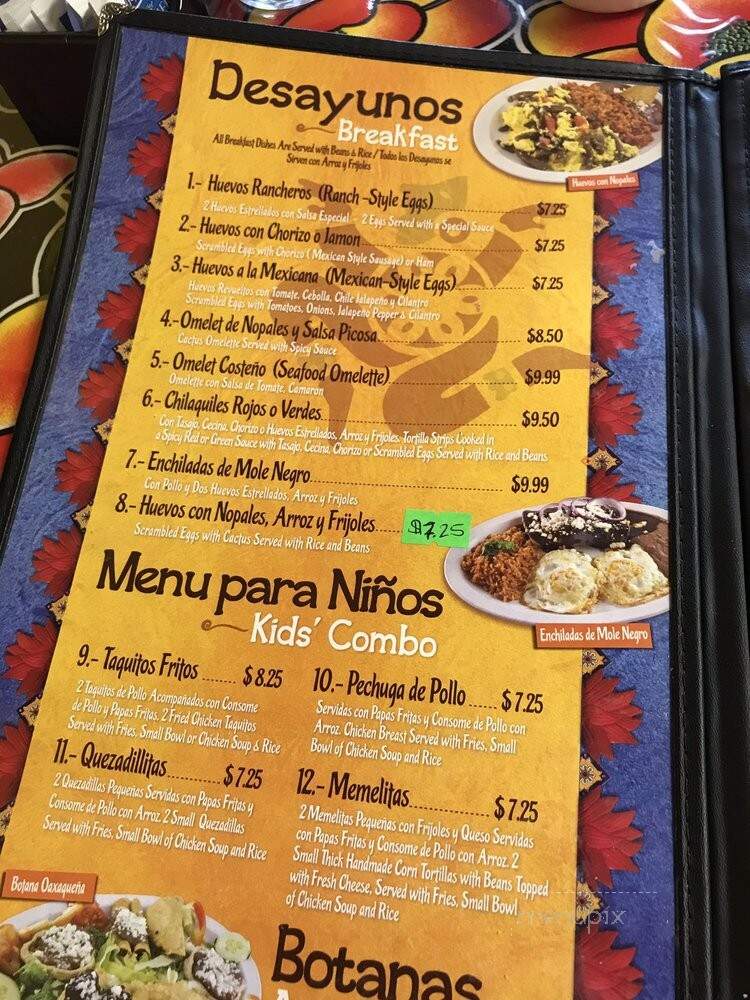 Desayunos
Breakfast
All Breakfast Dishes Are Served with Beans & Rice / Todos los Desayunos se
Sirven con Arroz y Frijoles
Huevos con Nopales
1.- Huevos Rancheros (Ranch -Style Eggs) $7.25
2 Huevos Estrellados con Salsa Especial - 2 Eggs Served with a Special Sauce
2.- Huevos con Chorizo o Jamon $7.25
Scrambled Eggs with Chorizo ( Mexican Style Sausage) or Ham
3.- Huevos a la Mexicana (Mexican-Style Eggs) $7.25
Huevos Revueltos con Tomate, Cebolla, Chile Jalapeño y Cilantro
Scrambled Eggs with Tomatoes, Onions, Jalapeño Pepper & Cilantro
4.-Omelet de Nopales y Salsa Picosa $8.50
Cactus Omelette Served with Spicy Sauce
5.- Omelet Costeño (Seafood Omelette) $9.99
Omelette con Salsa de Tomate, Camaron
6.- Chilaquiles Rojos o Verdes $9.50
Con Tasajo, Cecina, Chorizo o Huevos Estrellados, Arroz y Frijoles. Tortilla Strips Cooked in
a Spicy Red or Green Sauce with Tasajo, Cecina, Chorizo or Scrambled Eggs Served with Rice and Beans
7.- Enchiladas de Mole Negro $9.99
Con Pollo y Dos Huevos Estrellados, Arroz y Frijoles
8.- Huevos con Nopales, Arroz y Frijoles $7.25
Scrambled Eggs with Cactus Served with Rice and Beans
Enchiladas de Mole Negro
Menu para Niños
Kids' Combo
9.- Taquitos Fritos $8.25
2 Taquitos de Pollo Acompañados con Consome
de Pollo y Papas Fritas. 2 Fried Chicken Taquitos
Served with Fries, Small Bowl or Chicken Soup & Rice
10.- Pechuga de Pollo $7.25
Servidas con Papas Fritas y Consome de Pollo con
Arroz. Chicken Breast Served with Fries, Small
Bowl of Chicken Soup and Rice
11.- Quezadillitas $7.25
2 Quezadillas Pequeñas Servidas con Papas Fritas y
Consome de Pollo con Arroz. 2 Small Quezadillas
Served with Fries, Small Bowl of Chicken Soup and Rice
12.- Memelitas $7.25
2 Memelitas Pequeñas con Frijoles y Queso Servidas
con Papas Fritas y Consome de Pollo con Arroz. 2
Small Thick Handmade Corn Tortillas with Beans Topped
with Fresh Cheese, Served with Fries, Small Bowl
of Chicken Soup and Rice
Botana Oaxaqueña
Botanas
menupix